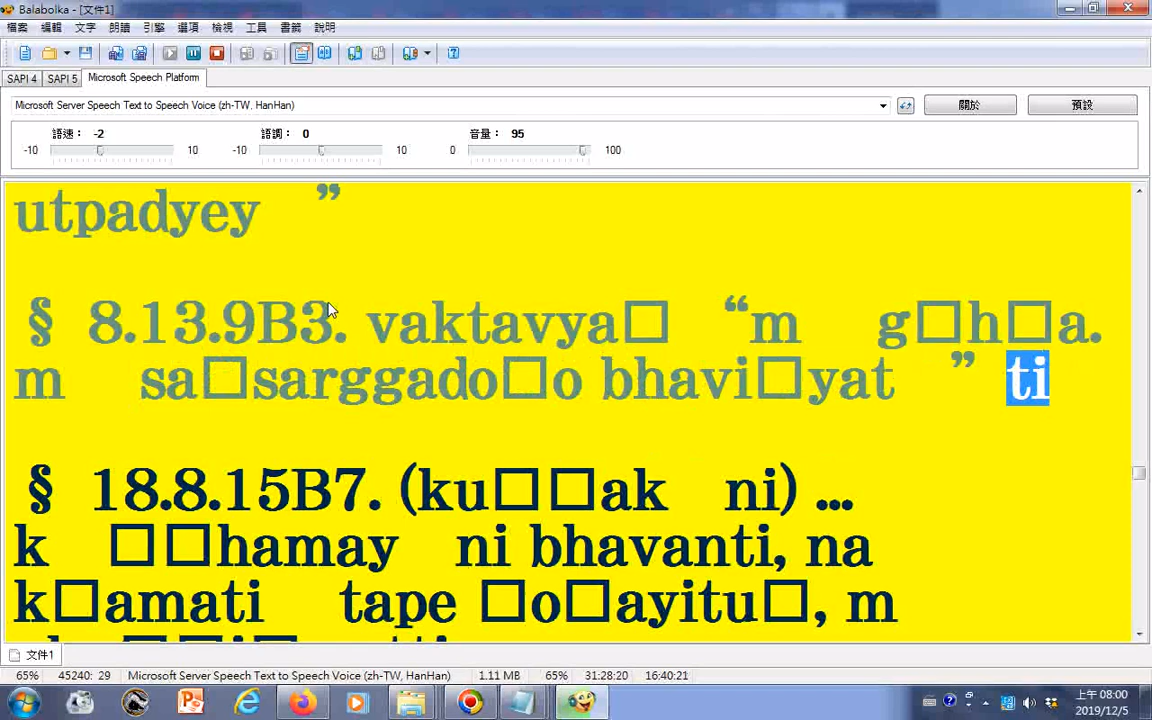 Balabolka - [文件1]
檔案 編輯 文字 朗讀 引擎 選項 檢視 工具 書籤 說明
SAPI 4 SAPI 5 Microsoft Speech Platform
Microsoft Server Speech Text to Speech Voice (zh-TW, HanHan) 關於 預設
語速： -2 語調： 0 音量： 95
-10 10 -10 10 0 100
utpadyey ”
§ 8.13.9B3. vaktavya□ “m g□h□a.
m sa□sarggado□o bhavi□yat ” ti
§ 18.8.15B7. (ku□□ak ni) ...
k □□hamay ni bhavanti, na
k□amati tape □o□ayitu□, m
文件1
65% 45240: 29 Microsoft Server Speech Text to Speech Voice (zh-TW, HanHan) 1.11 MB 65% 31:28:20 16:40:21
上午 08:00
2019/12/5